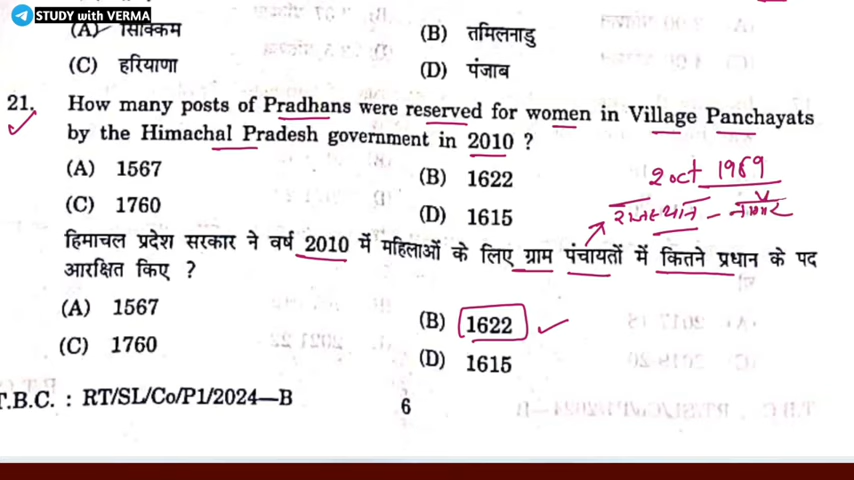 STUDY with VERMA
(A) सिक्किम
(B) तमिलनाडु
(C) हरियाणा
(D) पंजाब
21. How many posts of Pradhans were reserved for women in Village Panchayats
by the Himachal Pradesh government in 2010 ?
(A) 1567
(B) 1622
(C) 1760
(D) 1615
2 oct 1959
राजस्थान - नागौर
हिमाचल प्रदेश सरकार ने वर्ष 2010 में महिलाओं के लिए ग्राम पंचायतों में कितने प्रधान के पद
आरक्षित किए ?
(A) 1567
(B) 1622
(C) 1760
(D) 1615
T.B.C. : RT/SL/Co/P1/2024—B
6